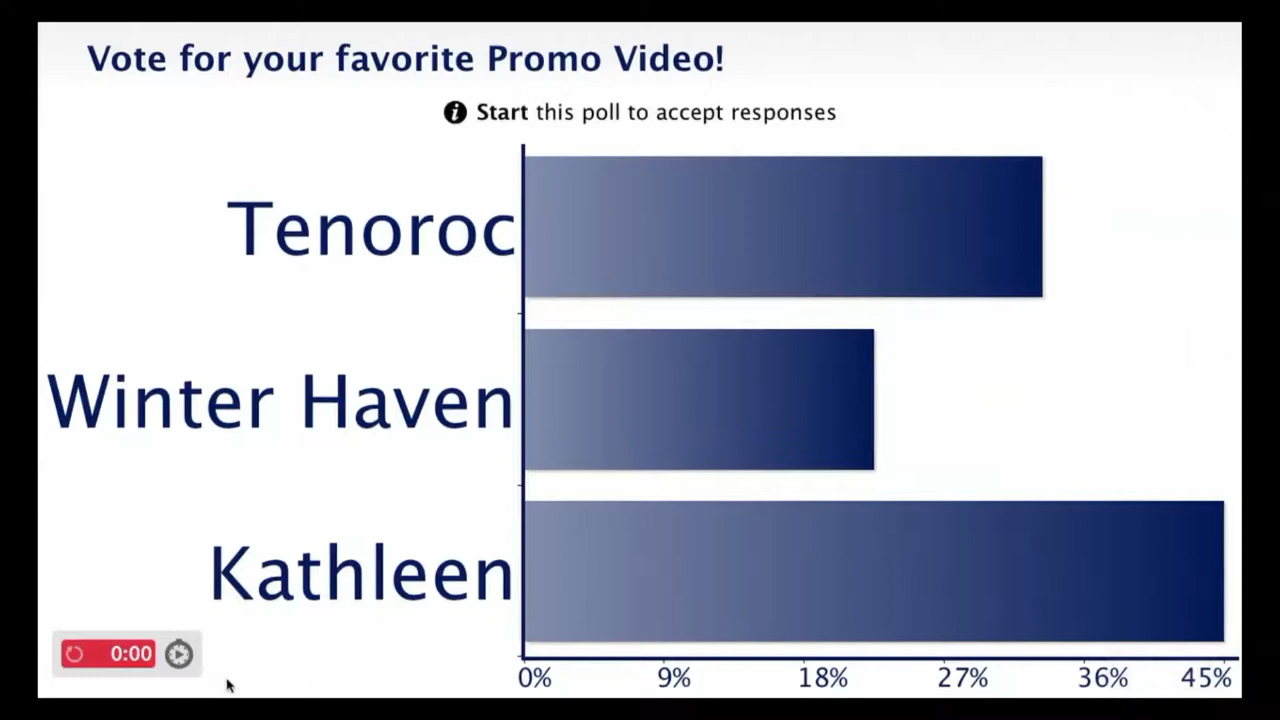 Vote for your favorite Promo Video!
i Start this poll to accept responses
Tenoroc
Winter Haven
Kathleen
0:00
0% 9% 18% 27% 36% 45%